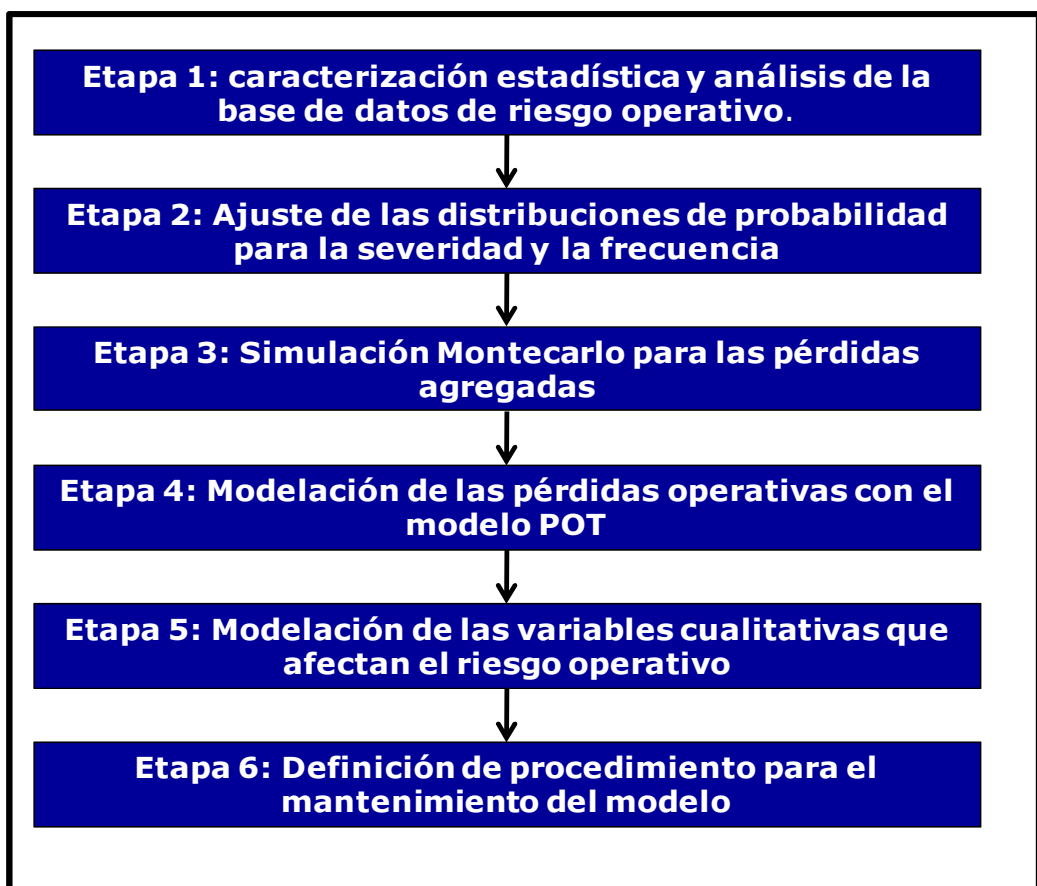 Etapa 1: caracterización estadística y análisis de la
base de datos de riesgo operativo.
Etapa 2: Ajuste de las distribuciones de probabilidad
para la severidad y la frecuencia
Etapa 3: Simulación Montecarlo para las pérdidas
agregadas
Etapa 4: Modelación de las pérdidas operativas con el
modelo POT
Etapa 5: Modelación de las variables cualitativas que
afectan el riesgo operativo
Etapa 6: Definición de procedimiento para el
mantenimiento del modelo